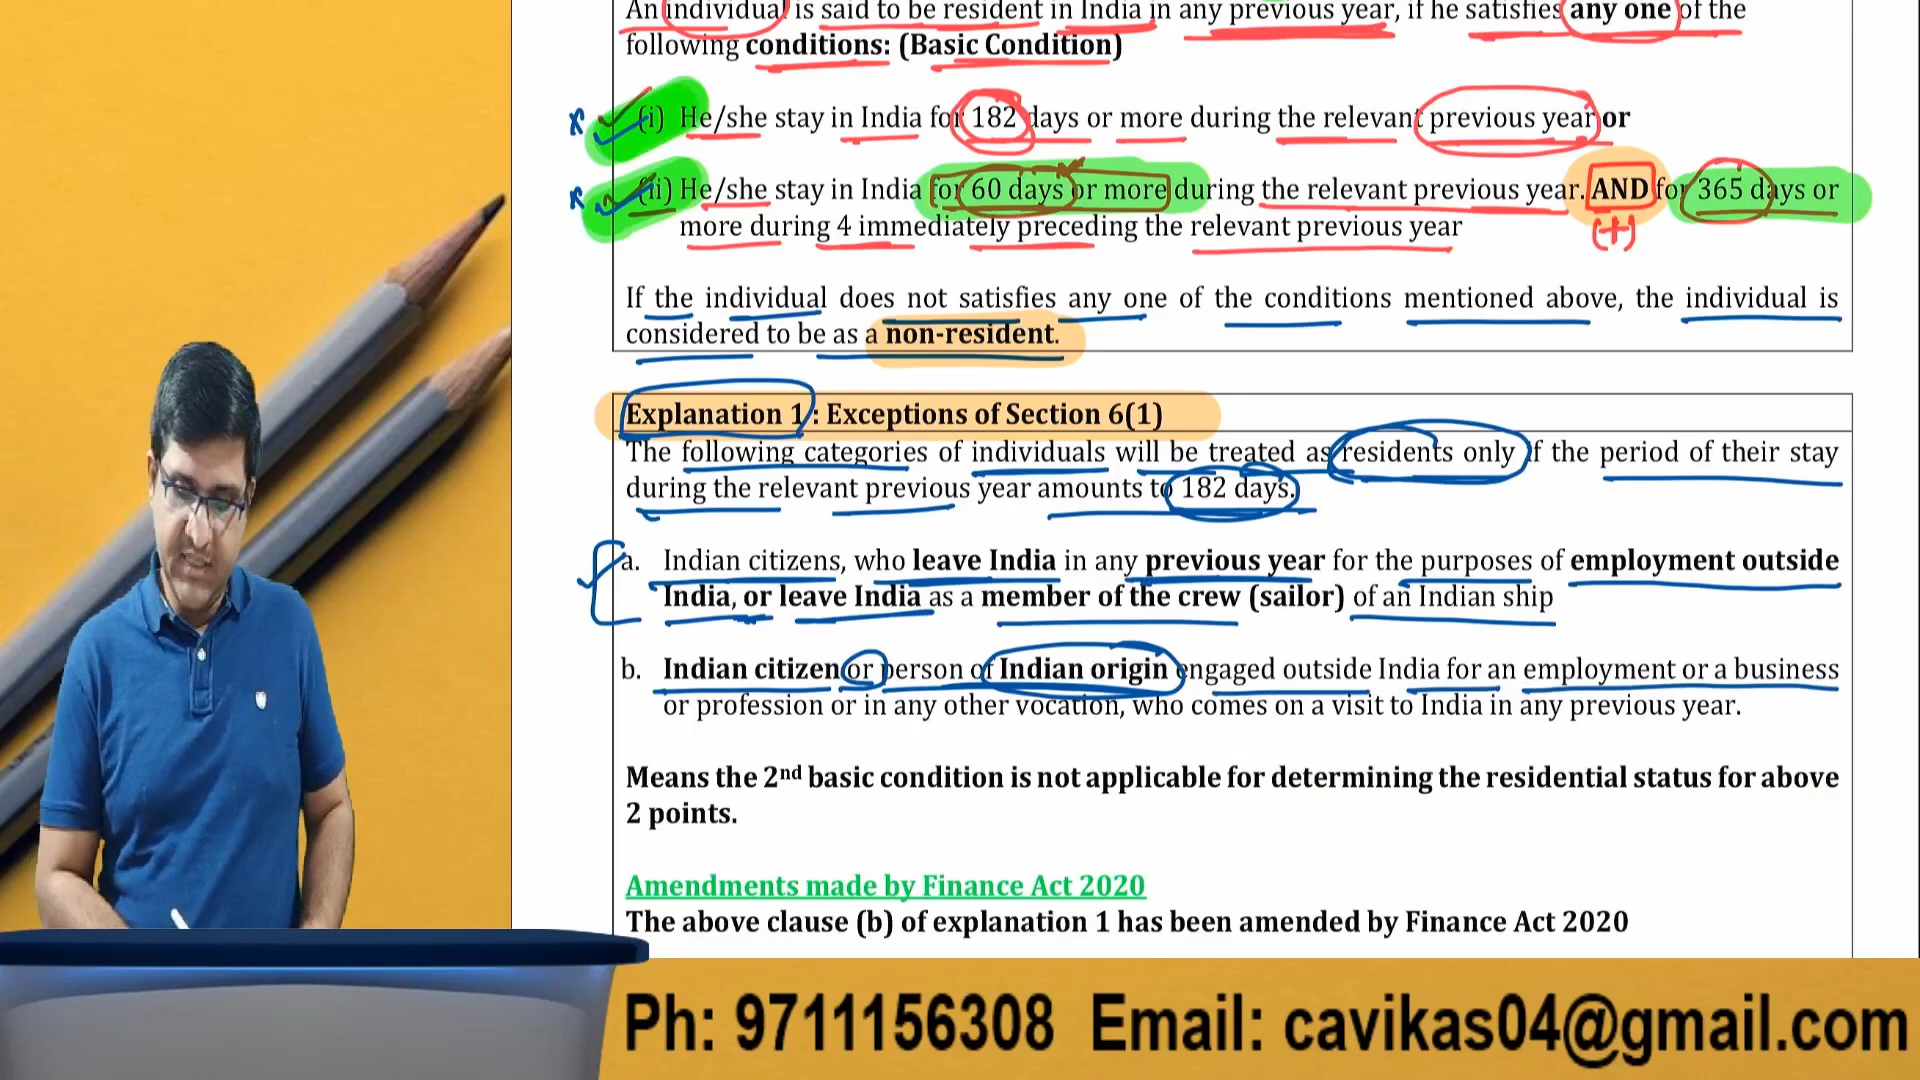 An individual is said to be resident in India in any previous year, if he satisfies any one of the
following conditions: (Basic Condition)
(i) He/she stay in India for 182 days or more during the relevant previous year or
(ii) He/she stay in India for 60 days or more during the relevant previous year. AND for 365 days or
(+)
more during 4 immediately preceding the relevant previous year
If the individual does not satisfies any one of the conditions mentioned above, the individual is
considered to be as a non-resident.
Explanation 1 : Exceptions of Section 6(1)
The following categories of individuals will be treated as residents only if the period of their stay
during the relevant previous year amounts to 182 days.
a. Indian citizens, who leave India in any previous year for the purposes of employment outside
India, or leave India as a member of the crew (sailor) of an Indian ship
b. Indian citizen or person of Indian origin engaged outside India for an employment or a business
or profession or in any other vocation, who comes on a visit to India in any previous year.
Means the 2nd basic condition is not applicable for determining the residential status for above
2 points.
Amendments made by Finance Act 2020
The above clause (b) of explanation 1 has been amended by Finance Act 2020
Ph: 9711156308 Email: cavikas04@gmail.com